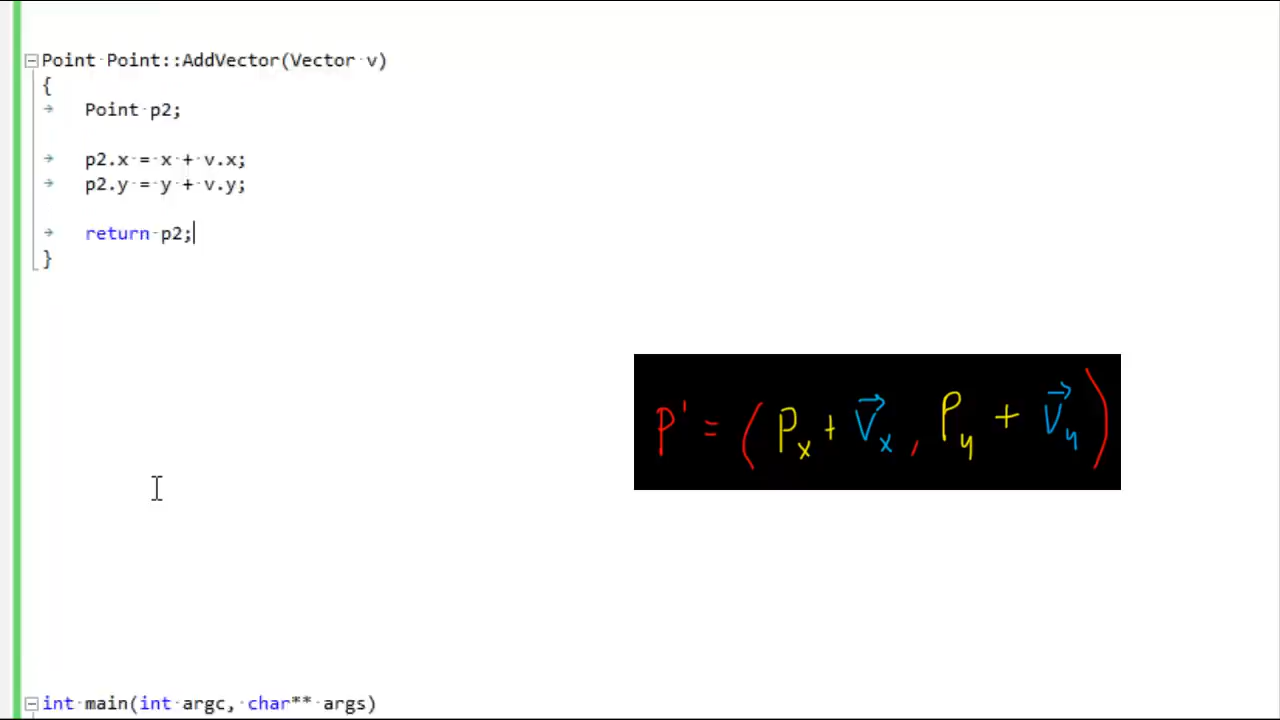 Point Point::AddVector(Vector v)
{
Point p2;
p2.x = x + v.x;
p2.y = y + v.y;
return p2;
}
P' = (Px + Vx, Py + Vy)
int main(int argc, char** args)